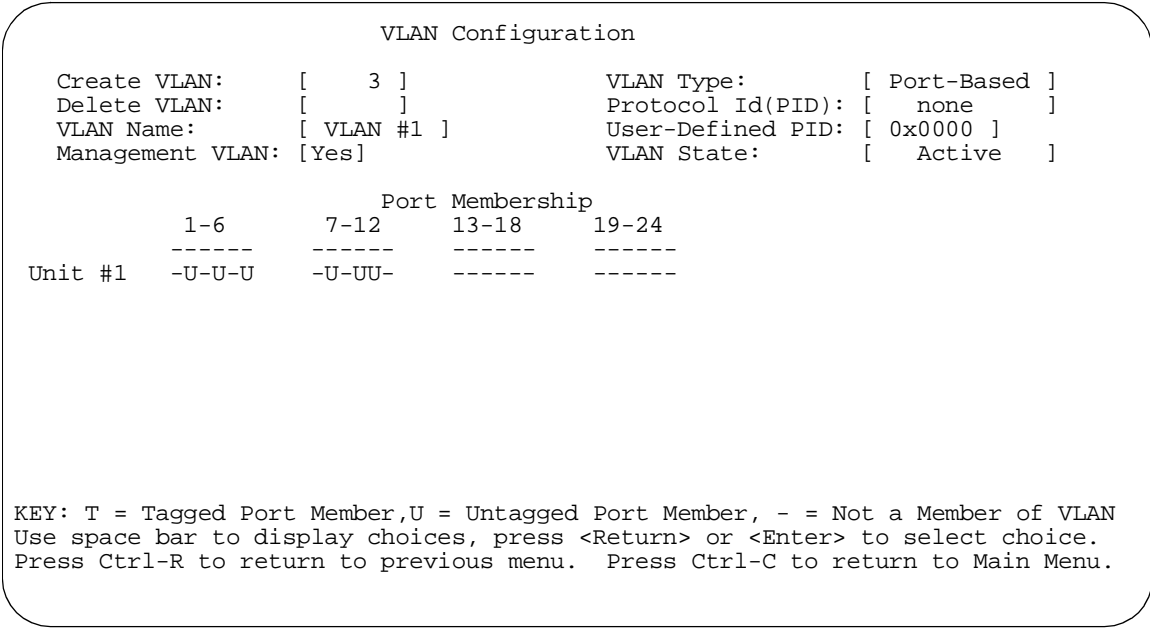 VLAN Configuration
Create VLAN: [ 3 ] VLAN Type: [ Port-Based ]
Delete VLAN: [ ] Protocol Id(PID): [ none ]
VLAN Name: [ VLAN #1 ] User-Defined PID: [ 0x0000 ]
Management VLAN: [Yes] VLAN State: [ Active ]
Port Membership
1-6 7-12 13-18 19-24
------ ------ ------ ------
Unit #1 -U-U-U -U-UU- ------ ------
KEY: T = Tagged Port Member,U = Untagged Port Member, - = Not a Member of VLAN
Use space bar to display choices, press <Return> or <Enter> to select choice.
Press Ctrl-R to return to previous menu. Press Ctrl-C to return to Main Menu.